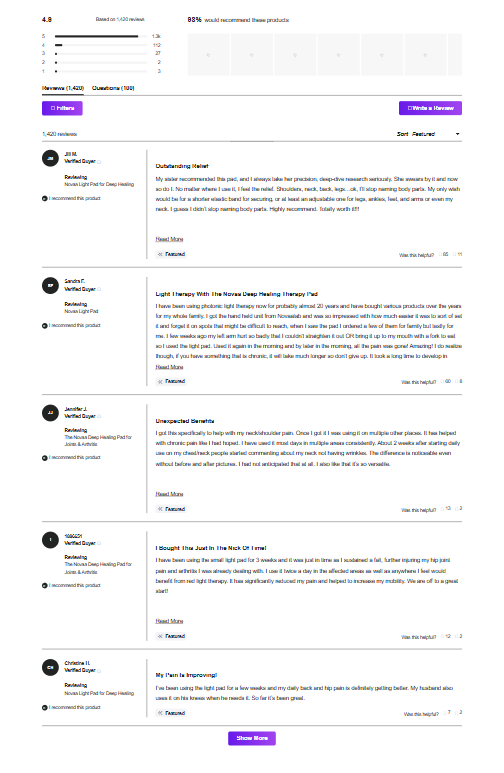 4.9
Based on 1,420 reviews
98% would recommend these products
5 1.3k
4 112
3 27
2 2
1 3
Reviews (1,420) Questions (100)
Filters
Write a Review
1,420 reviews
Sort Featured
JM
Jill M.
Verified Buyer
Reviewing
Novaa Light Pad for Deep Healing
I recommend this product
Outstanding Relief
My sister recommended this pad, and I always take her precision, deep-dive research seriously. She swears by it and now
so do I. No matter where I use it, I feel the relief. Shoulders, neck, back, legs...ok, I'll stop naming body parts. My only wish
would be for a shorter elastic band for securing, or at least an adjustable one for legs, ankles, feet, and arms or even my
neck. I guess I didn't stop naming body parts. Highly recommend. Totally worth it!!!
Read More
Featured
Was this helpful? 65 11
SF
Sandra F.
Verified Buyer
Reviewing
Novaa Light Pad
I recommend this product
Light Therapy With The Novaa Deep Healing Therapy Pad
I have been using photonic light therapy now for probably almost 20 years and have bought various products over the years
for my whole family. I got the hand held unit from Novaalab and was so impressed with how much easier it was to sort of set
it and forget it on spots that might be difficult to reach, when I saw the pad I ordered a few of them for family but lastly for
me. I few weeks ago my left arm hurt so badly that I couldn't straighten it out OR bring it up to my mouth with a fork to eat
so I used the light pad. Used it again in the morning and by later in the morning, all the pain was gone! Amazing! I do realize
though, if you have something that is chronic, it will take much longer so don't give up. It took a long time to develop in
Read More
Featured
Was this helpful? 60 8
JJ
Jennifer J.
Verified Buyer
Reviewing
The Novaa Deep Healing Pad for
Joints & Arthritis
I recommend this product
Unexpected Benefits
I got this specifically to help with my neck/shoulder pain. Once I got it I was using it on multiple other places. It has helped
with chronic pain like I had hoped. I have used it most days in multiple areas consistently. About 2 weeks after starting daily
use on my chest/neck people started commenting about my neck not having wrinkles. The difference is noticeable even
without before and after pictures. I had not anticipated that at all. I also like that it's so versatile.
Read More
Featured
Was this helpful? 13 2
1
Verified Buyer
Reviewing
The Novaa Deep Healing Pad for
Joints & Arthritis
I recommend this product
I Bought This Just In The Nick Of Time!
I have been using the small light pad for 3 weeks and it was just in time as I sustained a fall, further injuring my hip joint
pain and arthritis I was already dealing with. I use it twice a day in the affected areas as well as anywhere I feel would
benefit from red light therapy. It has significantly reduced my pain and helped to increase my mobility. We are off to a great
start!
Read More
Featured
Was this helpful? 12 2
CH
Christine H.
Verified Buyer
Reviewing
Novaa Light Pad for Deep Healing
I recommend this product
My Pain Is Improving!
I've been using the light pad for a few weeks and my daily back and hip pain is definitely getting better. My husband also
uses it on his knee when he needs it. So far it's been great.
Featured
Was this helpful? 7 2
Show More